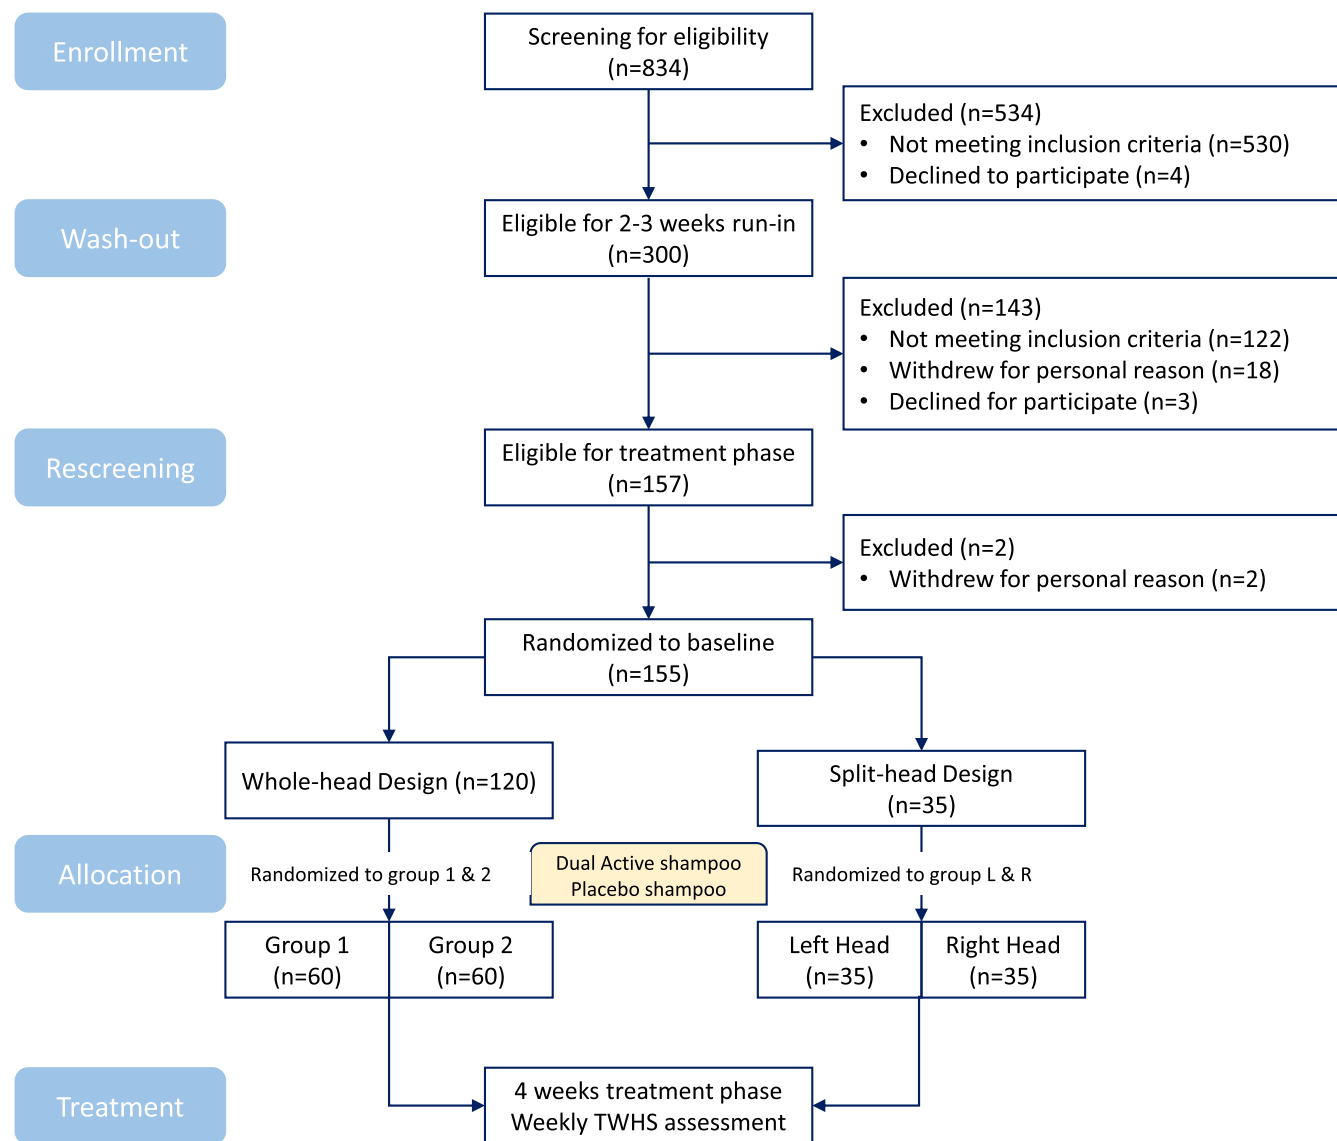 Enrollment
Screening for eligibility
(n=834)
Excluded (n=534)
• Not meeting inclusion criteria (n=530)
• Declined to participate (n=4)
Wash-out
Eligible for 2-3 weeks run-in
(n=300)
Excluded (n=143)
• Not meeting inclusion criteria (n=122)
• Withdrew for personal reason (n=18)
• Declined for participate (n=3)
Rescreening
Eligible for treatment phase
(n=157)
Excluded (n=2)
• Withdrew for personal reason (n=2)
Randomized to baseline
(n=155)
Whole-head Design (n=120)
Split-head Design
(n=35)
Allocation
Randomized to group 1 & 2
Dual Active shampoo
Placebo shampoo
Randomized to group L & R
Group 1
(n=60)
Group 2
(n=60)
Left Head
(n=35)
Right Head
(n=35)
Treatment
4 weeks treatment phase
Weekly TWHS assessment